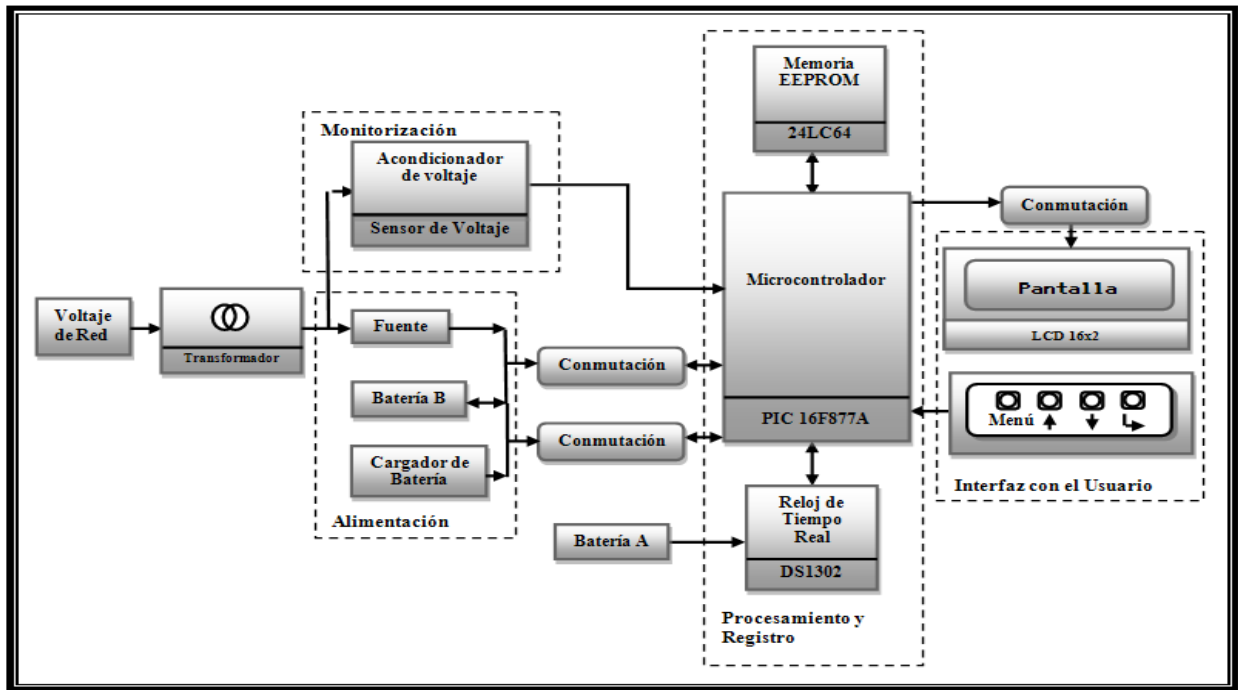 Memoria
EEPROM
24LC64
Monitorización
Acondicionador
de voltaje
Sensor de Voltaje
Conmutación
Microcontrolador
Pantalla
LCD 16x2
Voltaje
de Red
Transformador
Fuente
Conmutación
Batería B
PIC 16F877A
Menú
Conmutación
Cargador de
Batería
Interfaz con el Usuario
Alimentación
Reloj de
Tiempo
Real
Batería A
DS1302
Procesamiento y
Registro